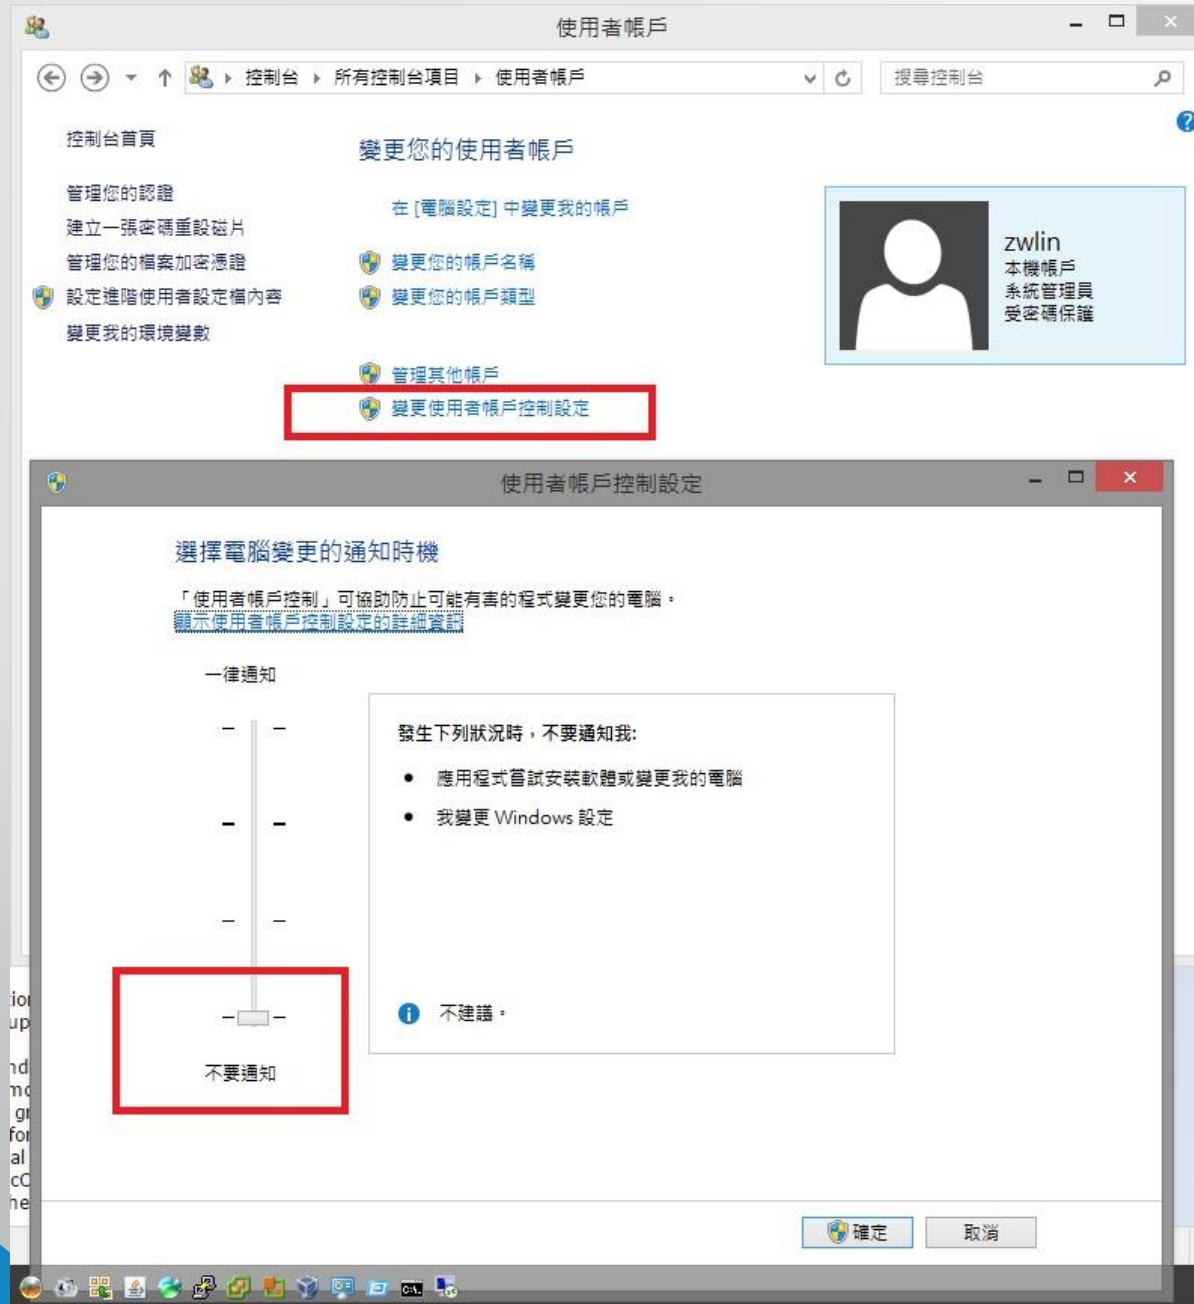 使用者帳戶
控制台 所有控制台項目 使用者帳戶
搜尋控制台
控制台首頁
管理您的認證
建立一張密碼重設磁片
管理您的檔案加密憑證
設定進階使用者設定檔內容
變更我的環境變數
變更您的使用者帳戶
在 [電腦設定] 中變更我的帳戶
變更您的帳戶名稱
變更您的帳戶類型
管理其他帳戶
變更使用者帳戶控制設定
zwlin
本機帳戶
系統管理員
受密碼保護
使用者帳戶控制設定
選擇電腦變更的通知時機
「使用者帳戶控制」可協助防止可能有害的程式變更您的電腦。
顯示使用者帳戶控制設定的詳細資訊
一律通知
不要通知
發生下列狀況時，不要通知我:
• 應用程式嘗試安裝軟體或變更我的電腦
• 我變更 Windows 設定
不建議。
確定
取消